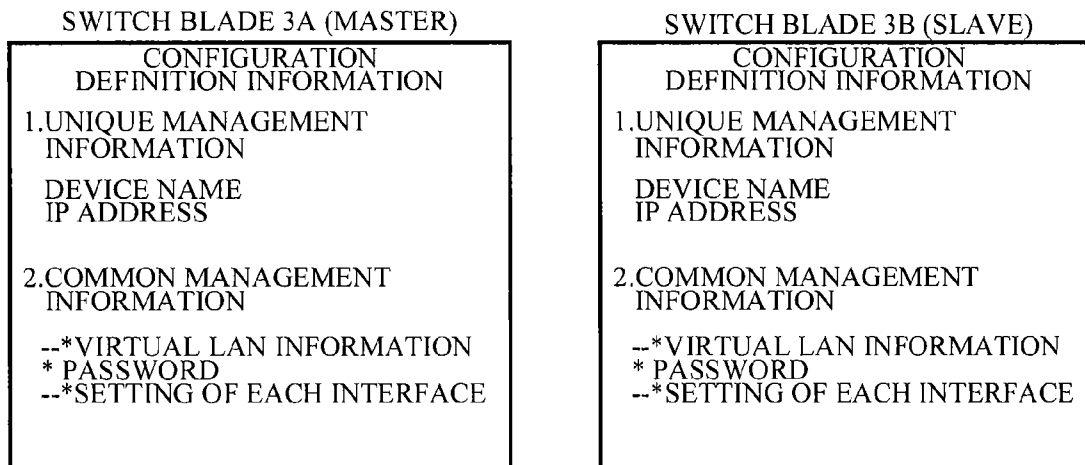 SWITCH BLADE 3A (MASTER)
CONFIGURATION
DEFINITION INFORMATION
1.UNIQUE MANAGEMENT
INFORMATION
DEVICE NAME
IP ADDRESS
2.COMMON MANAGEMENT
INFORMATION
--*VIRTUAL LAN INFORMATION
* PASSWORD
--*SETTING OF EACH INTERFACE
SWITCH BLADE 3B (SLAVE)
CONFIGURATION
DEFINITION INFORMATION
1.UNIQUE MANAGEMENT
INFORMATION
DEVICE NAME
IP ADDRESS
2.COMMON MANAGEMENT
INFORMATION
--*VIRTUAL LAN INFORMATION
* PASSWORD
--*SETTING OF EACH INTERFACE